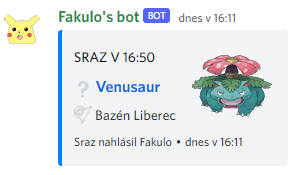 Fakulo's bot BOT dnes v 16:11
SRAZ V 16:50
Venusaur
Bazén Liberec
Sraz nahlásil Fakulo • dnes v 16:11